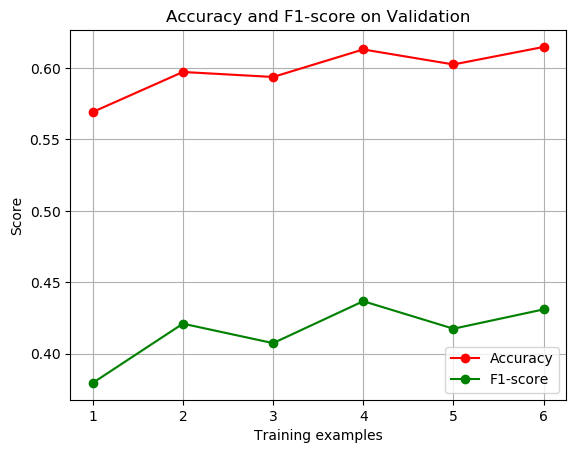 Accuracy and F1-score on Validation
0.60
0.55
0.50
0.45
0.40
Score
1 2 3 4 5 6
Training examples
Accuracy
F1-score